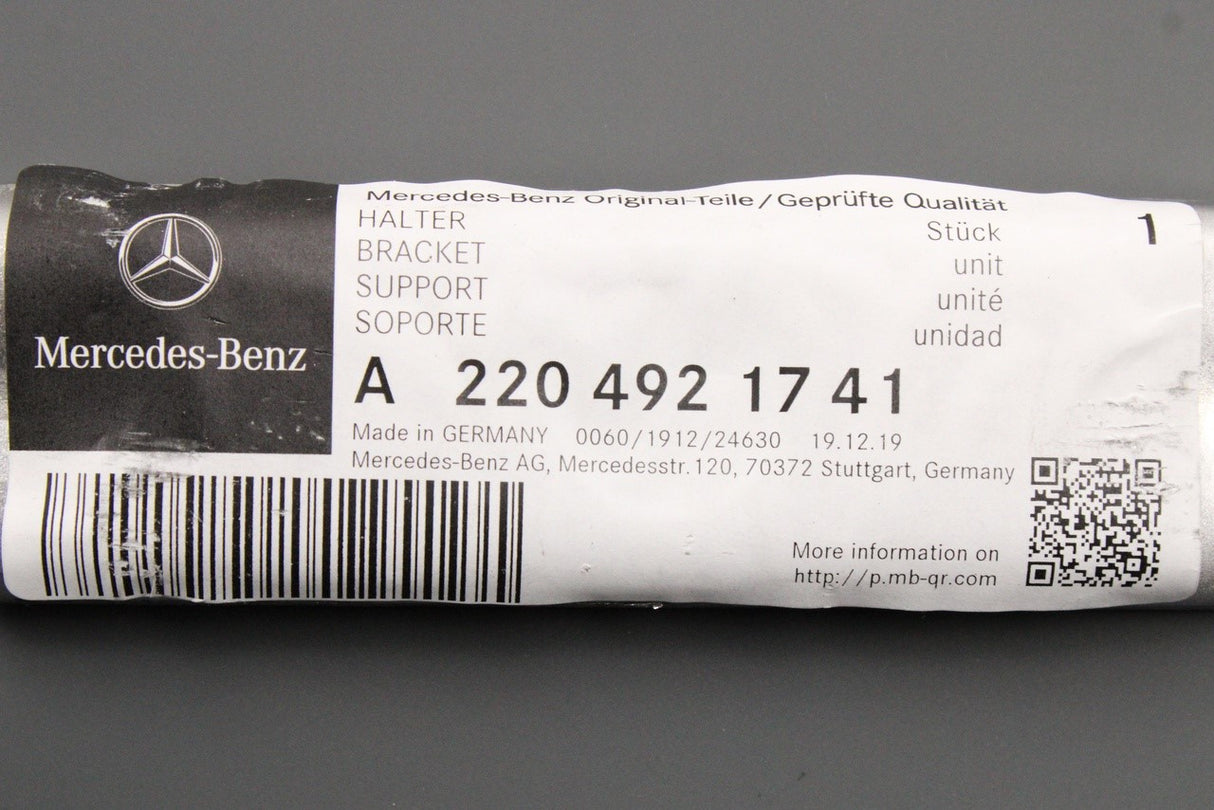 Mercedes-Benz
Mercedes-Benz Original-Teile / Geprüfte Qualität
HALTER
BRACKET
SUPPORT
SOPORTE
Stück
unit
unité
unidad
1
A 220 492 17 41
Made in GERMANY 0060/1912/24630 19.12.19
Mercedes-Benz AG, Mercedesstr. 120, 70372 Stuttgart, Germany
More information on
http://p.mb-qr.com